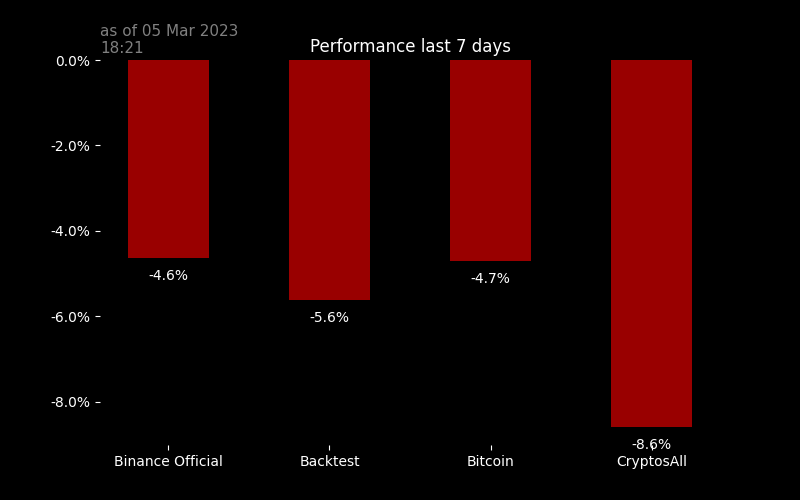 as of 05 Mar 2023
18:21
Performance last 7 days
0.0%
-2.0%
-4.0%
-6.0%
-8.0%
-4.6%
-5.6%
-4.7%
-8.6%
Binance Official
Backtest
Bitcoin
CryptosAll